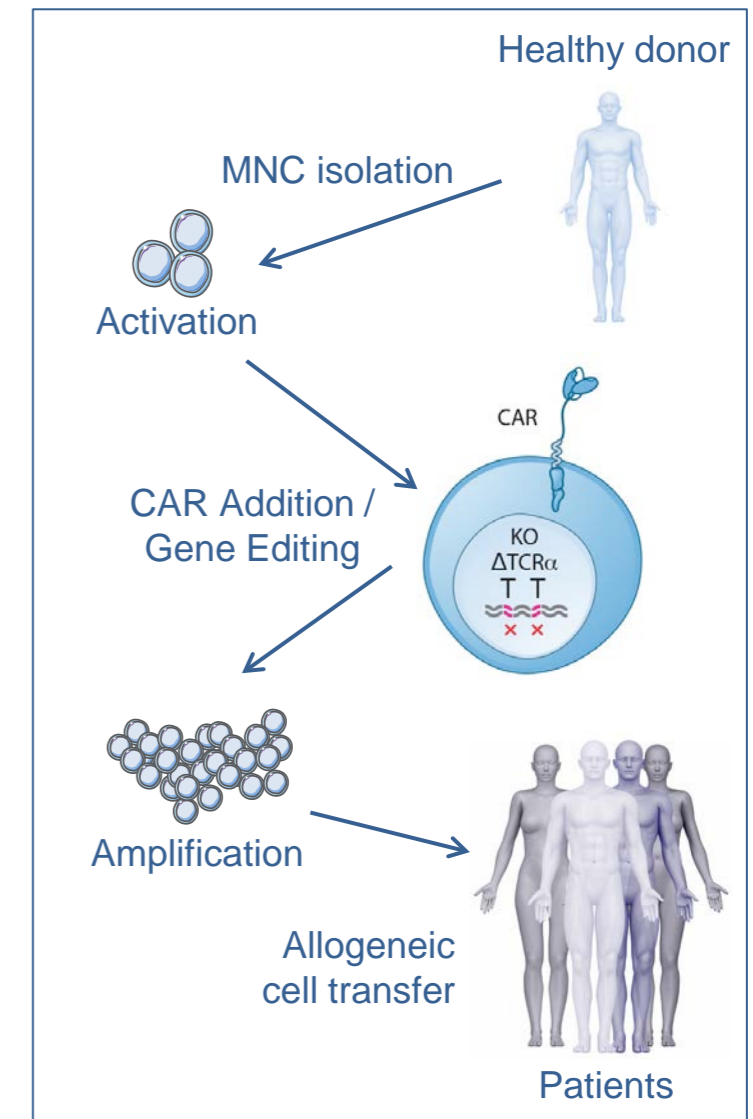 Healthy donor
MNC isolation
Activation
CAR
CAR Addition /
Gene Editing
KO
ΔTCRα
T T
× ×
Amplification
Allogeneic
cell transfer
Patients